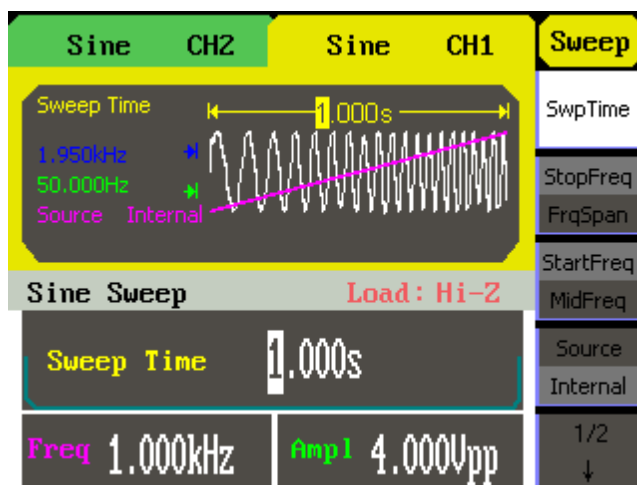 Sine CH2 Sine CH1 Sweep
Sweep Time 1.000s
1.950kHz
50.000Hz
Source Internal
SwpTime
StopFreq
FrqSpan
StartFreq
MidFreq
Source
Internal
1/2
Sine Sweep Load: Hi-Z
Sweep Time 1.000s
Freq 1.000kHz Ampl 4.000Vpp